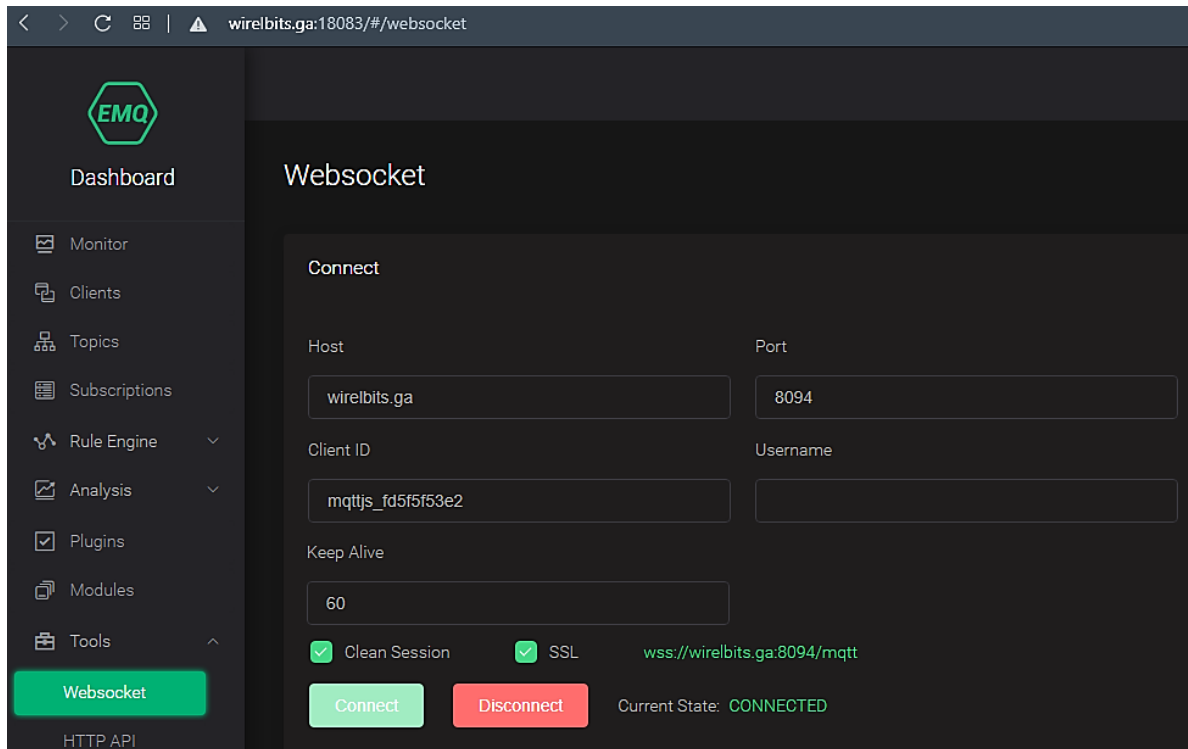 wirelbits.ga:18083/#/websocket
EMQ
Dashboard
Monitor
Clients
Topics
Subscriptions
Rule Engine
Analysis
Plugins
Modules
Tools
Websocket
HTTP API
Websocket
Connect
Host Port
wirelbits.ga 8094
Client ID Username
mqttjs_fd5f5f53e2
Keep Alive
60
Clean Session SSL wss://wirelbits.ga:8094/mqtt
Connect Disconnect Current State: CONNECTED